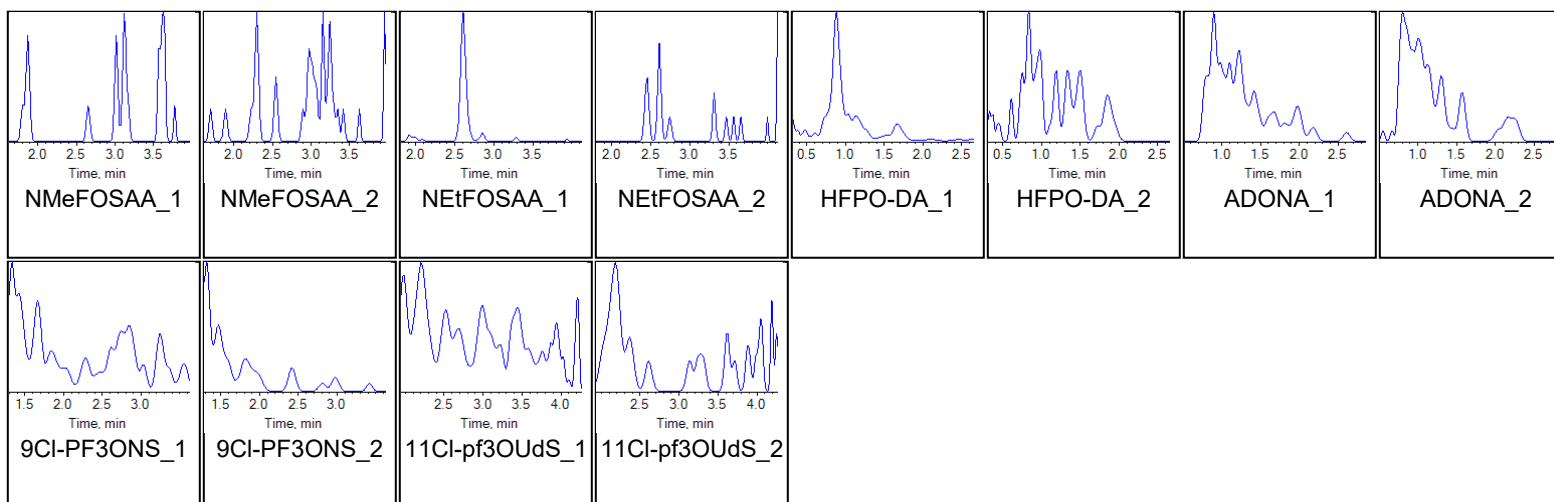 2.0 2.5 3.0 3.5 2.0 2.5 3.0 3.5 2.0 2.5 3.0 3.5 2.0 2.5 3.0 3.5 0.5 1.0 1.5 2.0 2.5 0.5 1.0 1.5 2.0 2.5 1.0 1.5 2.0 2.5 1.0 1.5 2.0 2.5
Time, min Time, min Time, min Time, min Time, min Time, min Time, min Time, min
NMeFOSAA_1 NMeFOSAA_2 NEtFOSAA_1 NEtFOSAA_2 HFPO-DA_1 HFPO-DA_2 ADONA_1 ADONA_2
1.5 2.0 2.5 3.0 1.5 2.0 2.5 3.0 2.5 3.0 3.5 4.0 2.5 3.0 3.5 4.0
Time, min Time, min Time, min Time, min
9Cl-PF3ONS_1 9Cl-PF3ONS_2 11Cl-pf3OUdS_1 11Cl-pf3OUdS_2